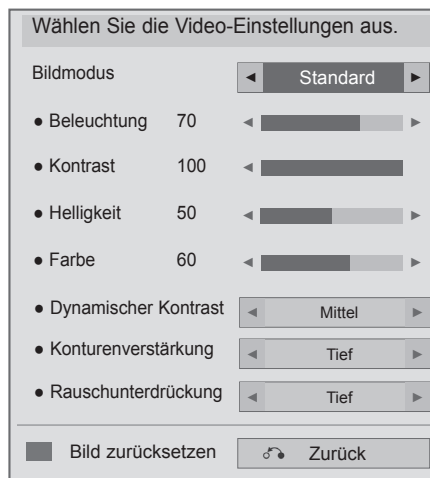 Wählen Sie die Video-Einstellungen aus.
Bildmodus ◄ Standard ►
● Beleuchtung 70 ◄ ►
● Kontrast 100 ◄
● Helligkeit 50 ◄ ►
● Farbe 60 ◄ ►
● Dynamischer Kontrast ◄ Mittel ►
● Konturenverstärkung ◄ Tief ►
● Rauschunterdrückung ◄ Tief ►
Bild zurücksetzen Zurück